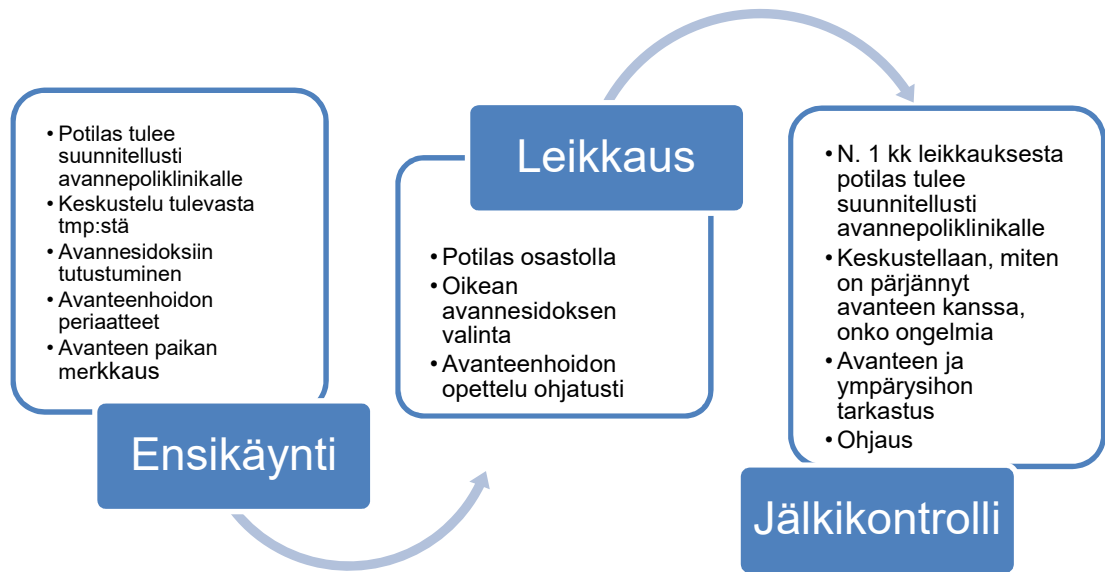 • Potilas tulee
suunnitellusti
avannepoliklinikalle
• Keskustelu tulevasta
tmp:stä
• Avannesidoksiin
tutustuminen
• Avanteenhoidon
periaatteet
• Avanteen paikan
merkkaus
Ensikäynti
Leikkaus
• Potilas osastolla
• Oikean
avannesidoksen
valinta
• Avanteenhoidon
opettelu ohjatusti
• N. 1 kk leikkauksesta
potilas tulee
suunnitellusti
avannepoliklinikalle
• Keskustellaan, miten
on pärjännyt
avanteen kanssa,
onko ongelmia
• Avanteen ja
ympärysihon
tarkastus
• Ohjaus
Jälkikontrolli